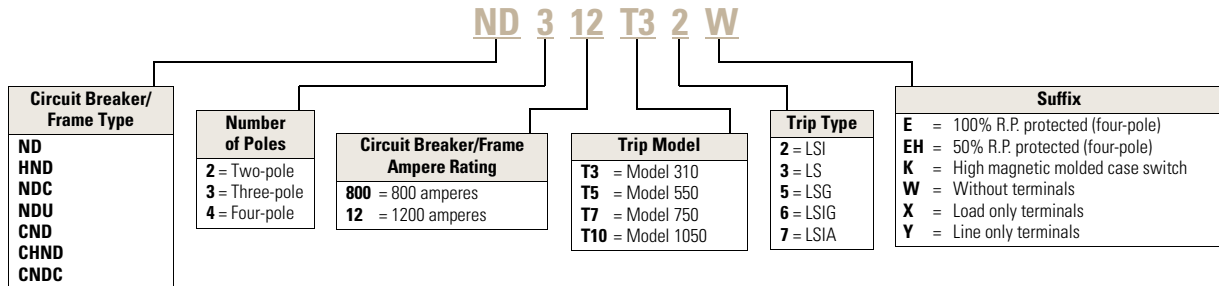 ND 3 12 T3 2 W
Circuit Breaker/
Frame Type
ND
HND
NDC
NDU
CND
CHND
CNDC
Number
of Poles
2 = Two-pole
3 = Three-pole
4 = Four-pole
Circuit Breaker/Frame
Ampere Rating
800 = 800 amperes
12 = 1200 amperes
Trip Model
T3 = Model 310
T5 = Model 550
T7 = Model 750
T10 = Model 1050
Trip Type
2 = LSI
3 = LS
5 = LSG
6 = LSIG
7 = LSIA
Suffix
E = 100% R.P. protected (four-pole)
EH = 50% R.P. protected (four-pole)
K = High magnetic molded case switch
W = Without terminals
X = Load only terminals
Y = Line only terminals